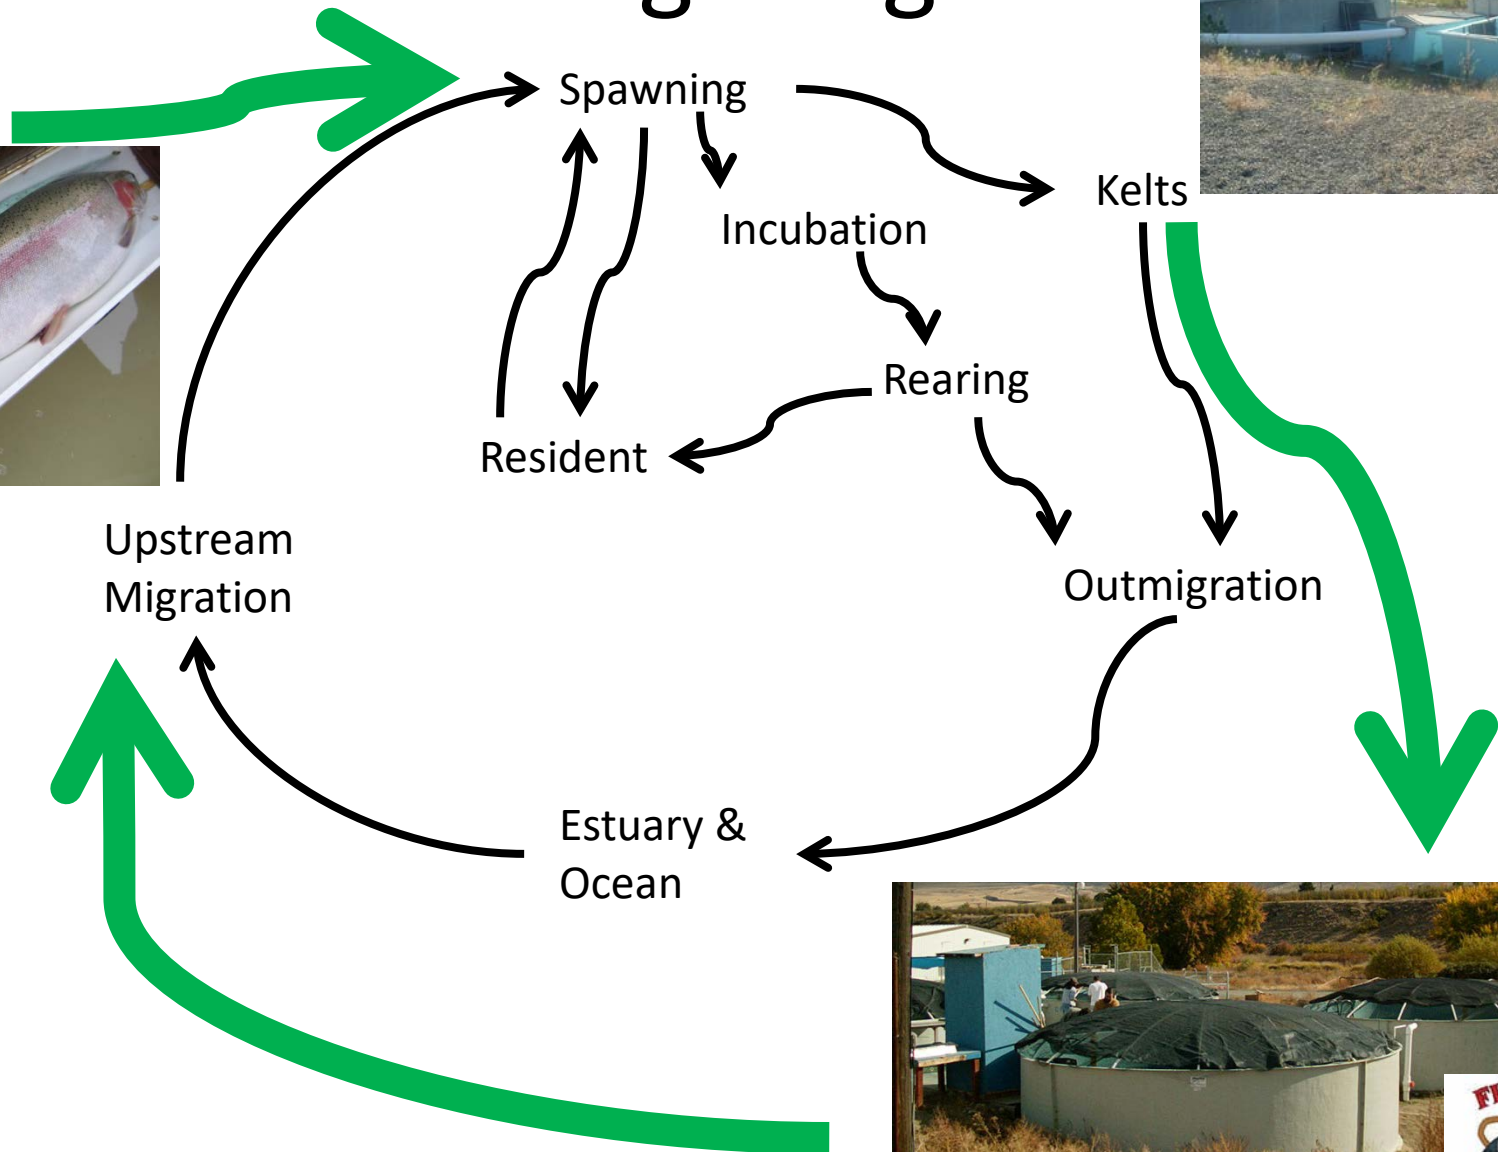 Spawning
Kelts
Incubation
Rearing
Resident
Upstream
Migration
Outmigration
Estuary &
Ocean